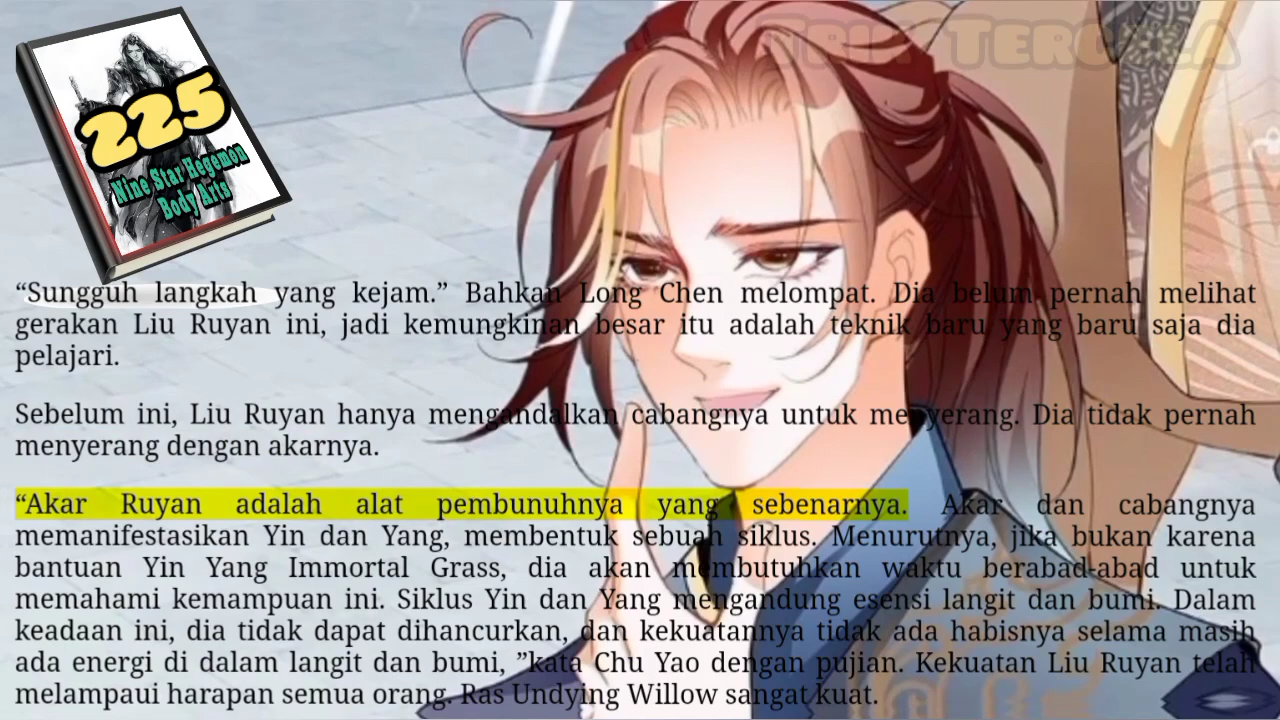 225
Nine Star Hegemon
Body Arts
“Sungguh langkah yang kejam.” Bahkan Long Chen melompat. Dia belum pernah melihat
gerakan Liu Ruyan ini, jadi kemungkinan besar itu adalah teknik baru yang baru saja dia
pelajari.
Sebelum ini, Liu Ruyan hanya mengandalkan cabangnya untuk menyerang. Dia tidak pernah
menyerang dengan akarnya.
“Akar Ruyan adalah alat pembunuhnya yang sebenarnya. Akar dan cabangnya
memanifestasikan Yin dan Yang, membentuk sebuah siklus. Menurutnya, jika bukan karena
bantuan Yin Yang Immortal Grass, dia akan membutuhkan waktu berabad-abad untuk
memahami kemampuan ini. Siklus Yin dan Yang mengandung esensi langit dan bumi. Dalam
keadaan ini, dia tidak dapat dihancurkan, dan kekuatannya tidak ada habisnya selama masih
ada energi di dalam langit dan bumi, ”kata Chu Yao dengan pujian. Kekuatan Liu Ruyan telah
melampaui harapan semua orang. Ras Undying Willow sangat kuat.